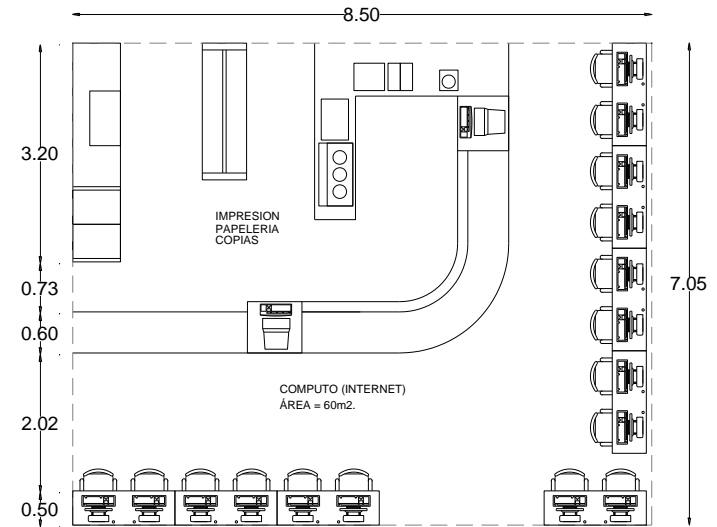 8.50
3.20
IMPRESION
PAPELERIA
COPIAS
0.73
7.05
0.60
COMPUTO (INTERNET)
ÁREA = 60m2.
2.02
0.50